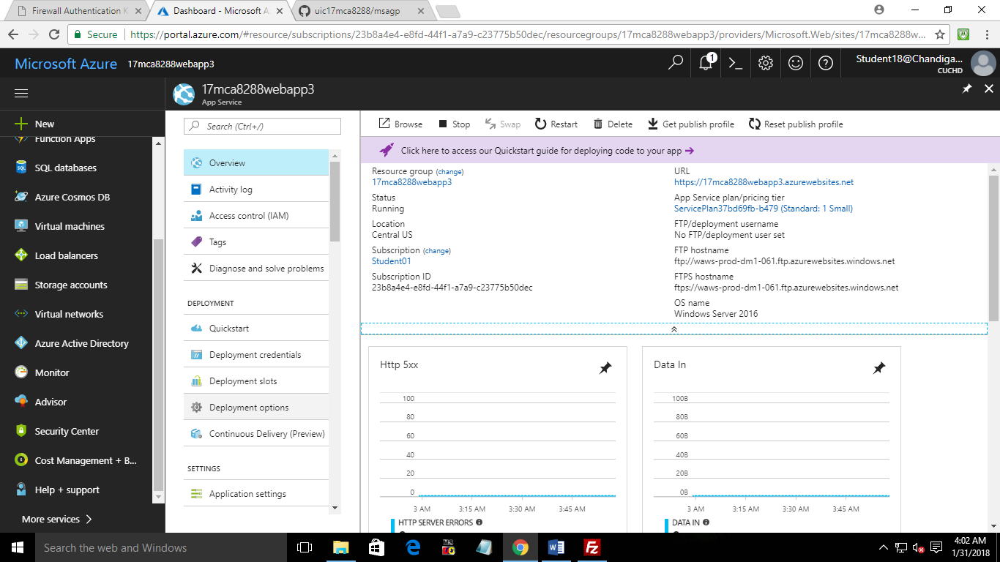 Firewall Authentication K
Dashboard - Microsoft A
uic17mca8288/msagp
Secure
https://portal.azure.com/#resource/subscriptions/23b8a4e4-e8fd-44f1-a7a9-c23775b50dec/resourcegroups/17mca8288webapp3/providers/Microsoft.Web/sites/17mca8288w...
Microsoft Azure 17mca8288webapp3
1
Student18@Chandiga...
CUCHD
New
Function Apps
SQL databases
Azure Cosmos DB
Virtual machines
Load balancers
Storage accounts
Virtual networks
Azure Active Directory
Monitor
Advisor
Security Center
Cost Management + B...
Help + support
More services
17mca8288webapp3
App Service
Search (Ctrl+/)
Overview
Activity log
Access control (IAM)
Tags
Diagnose and solve problems
DEPLOYMENT
Quickstart
Deployment credentials
Deployment slots
Deployment options
Continuous Delivery (Preview)
SETTINGS
Application settings
Browse Stop Swap Restart Delete Get publish profile Reset publish profile
Click here to access our Quickstart guide for deploying code to your app →
Resource group (change)
17mca8288webapp3
Status
Running
Location
Central US
Subscription (change)
Student01
Subscription ID
23b8a4e4-e8fd-44f1-a7a9-c23775b50dec
URL
https://17mca8288webapp3.azurewebsites.net
App Service plan/pricing tier
ServicePlan37bd69fb-b479 (Standard: 1 Small)
FTP/deployment username
No FTP/deployment user set
FTP hostname
ftp://waws-prod-dm1-061.ftp.azurewebsites.windows.net
FTPS hostname
ftps://waws-prod-dm1-061.ftp.azurewebsites.windows.net
OS name
Windows Server 2016
Http 5xx
100
80
60
40
20
0
3 AM 3:15 AM 3:30 AM 3:45 AM
HTTP SERVER ERRORS
Data In
100B
80B
60B
40B
20B
0B
3 AM 3:15 AM 3:30 AM 3:45 AM
DATA IN
Search the web and Windows
4:02 AM
1/31/2018